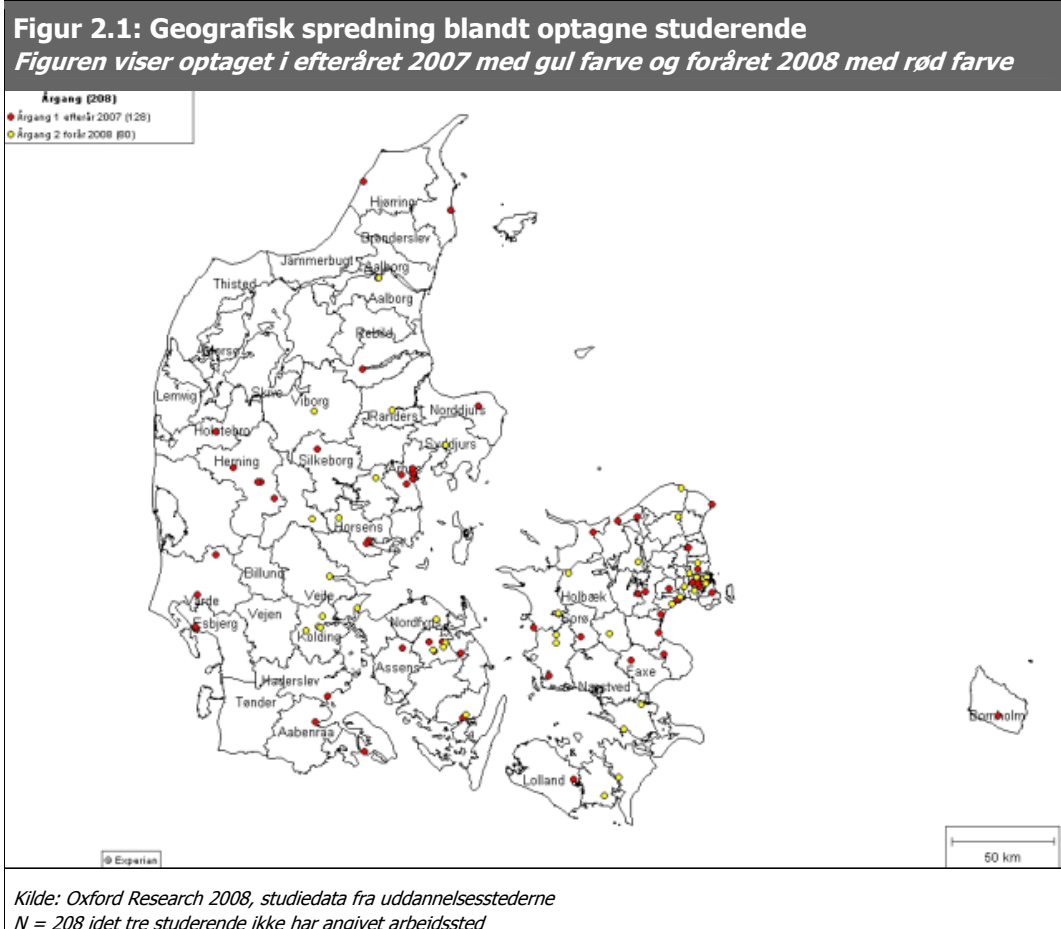 Figur 2.1: Geografisk spredning blandt optagne studerende
Figuren viser optaget i efteråret 2007 med gul farve og foråret 2008 med rød farve
Årgang (208)
Årgang 1 efterår 2007 (128)
Årgang 2 forår 2008 (80)
Hjørring
Brønderslev
Jammerbugt
Aalborg
Thisted
Aalborg
Rebild
Lemwig
Skive
Viborg
Randers
Norddjurs
Holstebro
Syddjurs
Herning
Silkeborg
Horsens
Billund
Holbæk
Varde
Vejen
Nordfyn
Sorø
Esbjerg
Kolding
Assens
Faxe
Haderslev
Næstved
Tønder
Aabenraa
Bornholm
Lolland
© Experian
50 km
Kilde: Oxford Research 2008, studiedata fra uddannelsesstederne
N = 208 idet tre studerende ikke har angivet arbejdssted